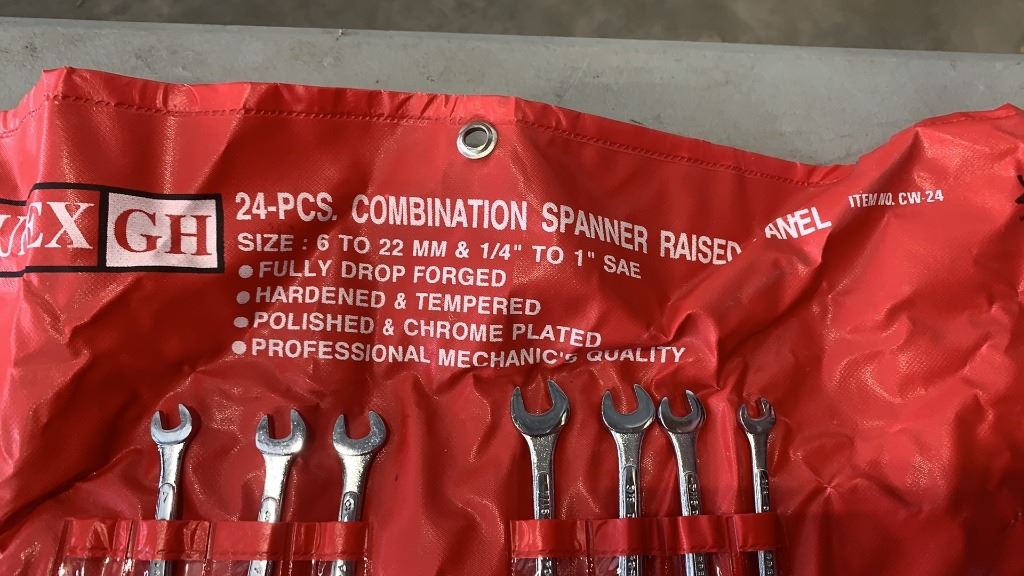 EX GH
24-PCS. COMBINATION SPANNER RAISED ANEL ITEM NO. CW-24
SIZE : 6 TO 22 MM & 1/4" TO 1" SAE
● FULLY DROP FORGED
● HARDENED & TEMPERED
● POLISHED & CHROME PLATED
● PROFESSIONAL MECHANIC'S QUALITY